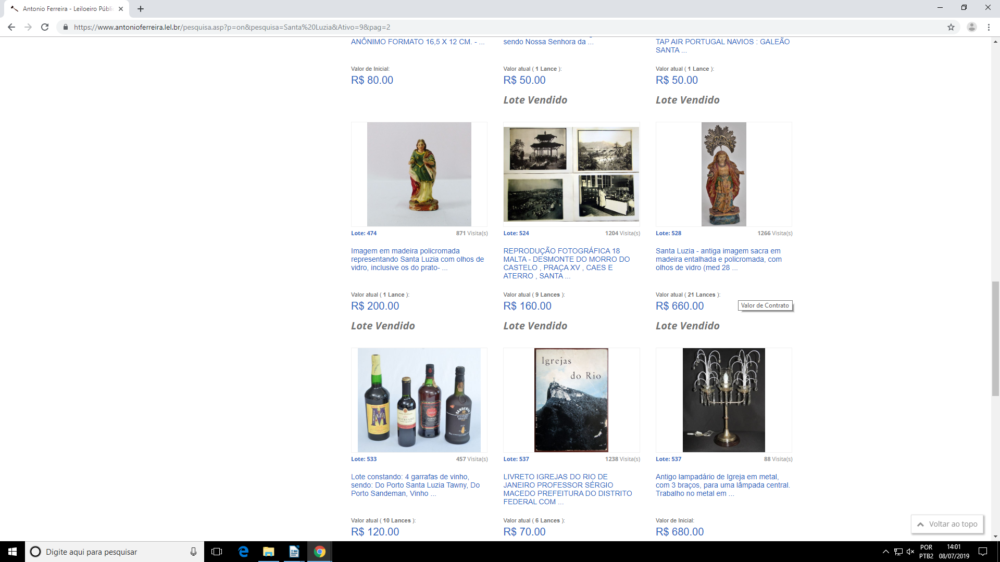 Antonio Ferreira - Leiloeiro Públi
https://www.antonioferreira.lel.br/pesquisa.asp?p=on&pesquisa=Santa%20Luzia&Ativo=9&pag=2
ANÔNIMO FORMATO 16,5 X 12 CM. - ...
Valor de Inicial:
R$ 80.00
sendo Nossa Senhora da ...
Valor atual ( 1 Lance ):
R$ 50.00
Lote Vendido
TAP AIR PORTUGAL NAVIOS : GALEÃO
SANTA ...
Valor atual ( 1 Lance ):
R$ 50.00
Lote Vendido
Lote: 474
871 Visita(s)
Imagem em madeira policromada
representando Santa Luzia com olhos de
vidro, inclusive os do prato- ...
Valor atual ( 1 Lance ):
R$ 200.00
Lote Vendido
Lote: 524
1204 Visita(s)
REPRODUÇÃO FOTOGRÁFICA 18
MALTA - DESMONTE DO MORRO DO
CASTELO , PRAÇA XV , CAES E
ATERRO , SANTA ...
Valor atual ( 9 Lances ):
R$ 160.00
Lote Vendido
Lote: 528
1266 Visita(s)
Santa Luzia - antiga imagem sacra em
madeira entalhada e policromada, com
olhos de vidro (med 28 ...
Valor atual ( 21 Lances ):
R$ 660.00
Valor de Contrato
Lote Vendido
M
RESERVADO
PORTO
SANDEMAN
Lote: 533
457 Visita(s)
Lote constando: 4 garrafas de vinho,
sendo: Do Porto Santa Luzia Tawny, Do
Porto Sandeman, Vinho ...
Valor atual ( 10 Lances ):
R$ 120.00
Igrejas
do Rio
Lote: 537
1238 Visita(s)
LIVRETO IGREJAS DO RIO DE
JANEIRO PROFESSOR SÉRGIO
MACEDO PREFEITURA DO DISTRITO
FEDERAL COM ...
Valor atual ( 6 Lances ):
R$ 70.00
Lote: 537
88 Visita(s)
Antigo lampadário de Igreja em metal,
com 3 braços, para uma lâmpada central.
Trabalho no metal em ...
Valor de Inicial:
R$ 680.00
Voltar ao topo
Digite aqui para pesquisar
POR
PTB2
14:01
08/07/2019